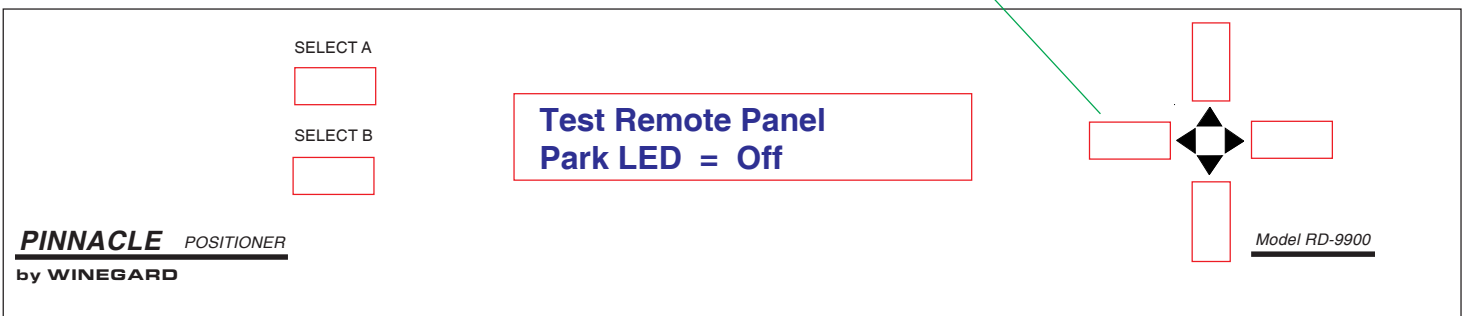 SELECT A
SELECT B
Test Remote Panel
Park LED = Off
PINNACLE POSITIONER
by WINEGARD
Model RD-9900